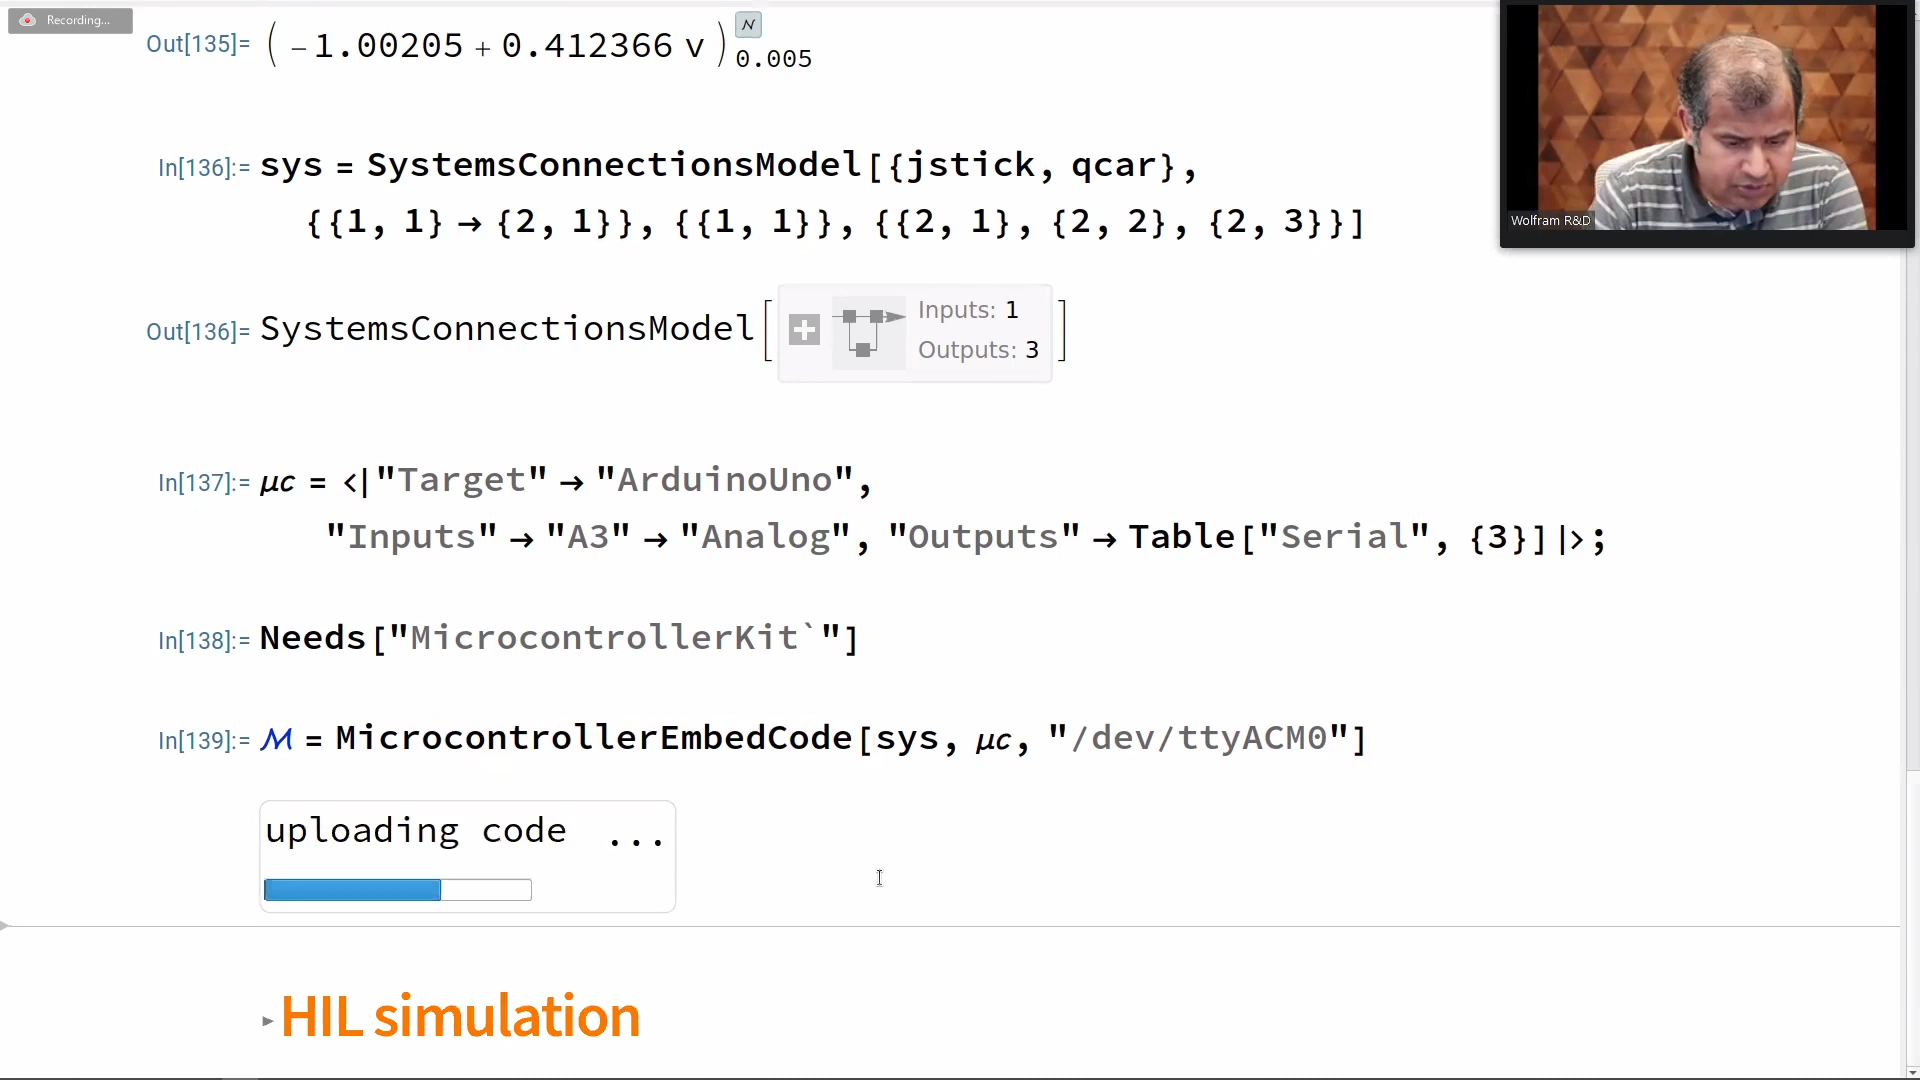 Recording...
Out[135]= (-1.00205 + 0.412366 v) N 0.005
In[136]:= sys = SystemsConnectionsModel[{jstick, qcar},
{{1, 1} → {2, 1}}, {{1, 1}}, {{2, 1}, {2, 2}, {2, 3}}]
Wolfram R&D
Out[136]= SystemsConnectionsModel[
Inputs: 1
Outputs: 3
]
In[137]:= μc = <|"Target" → "ArduinoUno",
"Inputs" → "A3" → "Analog", "Outputs" → Table["Serial", {3}]|>;
In[138]:= Needs["MicrocontrollerKit`"]
In[139]:= ℳ = MicrocontrollerEmbedCode[sys, μc, "/dev/ttyACM0"]
uploading code ...
HIL simulation